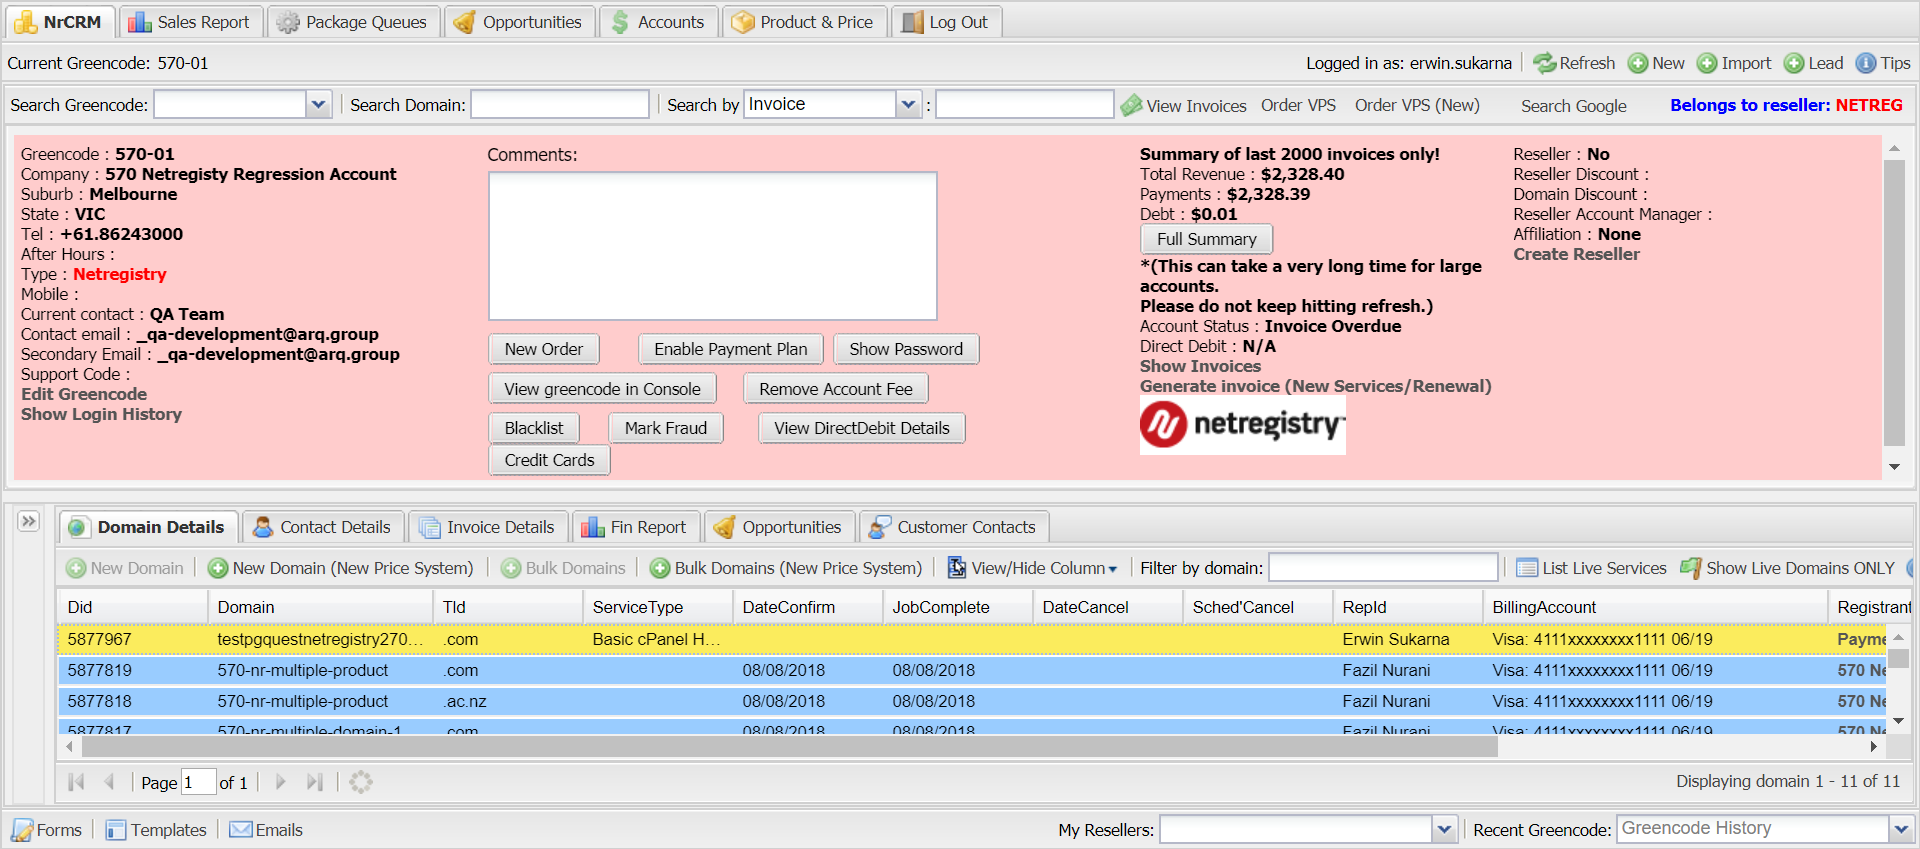 NrCRM Sales Report Package Queues Opportunities Accounts Product & Price Log Out
Current Greencode: 570-01 Logged in as: erwin.sukarna Refresh New Import Lead Tips
Search Greencode: Search Domain: Search by Invoice : View Invoices Order VPS Order VPS (New) Search Google Belongs to reseller: NETREG
Greencode : 570-01
Company : 570 Netregisty Regression Account
Suburb : Melbourne
State : VIC
Tel : +61.86243000
After Hours :
Type : Netregistry
Mobile :
Current contact : QA Team
Contact email : _qa-development@arq.group
Secondary Email : _qa-development@arq.group
Support Code :
Edit Greencode
Show Login History
Comments:
New Order Enable Payment Plan Show Password
View greencode in Console Remove Account Fee
Blacklist Mark Fraud View DirectDebit Details
Credit Cards
Summary of last 2000 invoices only!
Total Revenue : $2,328.40
Payments : $2,328.39
Debt : $0.01
Full Summary
*(This can take a very long time for large
accounts.
Please do not keep hitting refresh.)
Account Status : Invoice Overdue
Direct Debit : N/A
Show Invoices
Generate invoice (New Services/Renewal)
netregistry
Reseller : No
Reseller Discount :
Domain Discount :
Reseller Account Manager :
Affiliation : None
Create Reseller
Domain Details Contact Details Invoice Details Fin Report Opportunities Customer Contacts
New Domain New Domain (New Price System) Bulk Domains Bulk Domains (New Price System) View/Hide Column Filter by domain: List Live Services Show Live Domains ONLY
Did Domain Tld ServiceType DateConfirm JobComplete DateCancel Sched'Cancel RepId BillingAccount Registrant
5877967 testpgquestnetregistry270... .com Basic cPanel H... Erwin Sukarna Visa: 4111xxxxxxxx1111 06/19 Payme
5877819 570-nr-multiple-product .com 08/08/2018 08/08/2018 Fazil Nurani Visa: 4111xxxxxxxx1111 06/19 570 Ne
5877818 570-nr-multiple-product .ac.nz 08/08/2018 08/08/2018 Fazil Nurani Visa: 4111xxxxxxxx1111 06/19 570 Ne
5877817 570-nr-multiple-domain-1 .com 08/08/2018 08/08/2018 Fazil Nurani Visa: 4111xxxxxxxx1111 06/19 570 Ne
Page 1 of 1 Displaying domain 1 - 11 of 11
Forms Templates Emails My Resellers: Recent Greencode: Greencode History